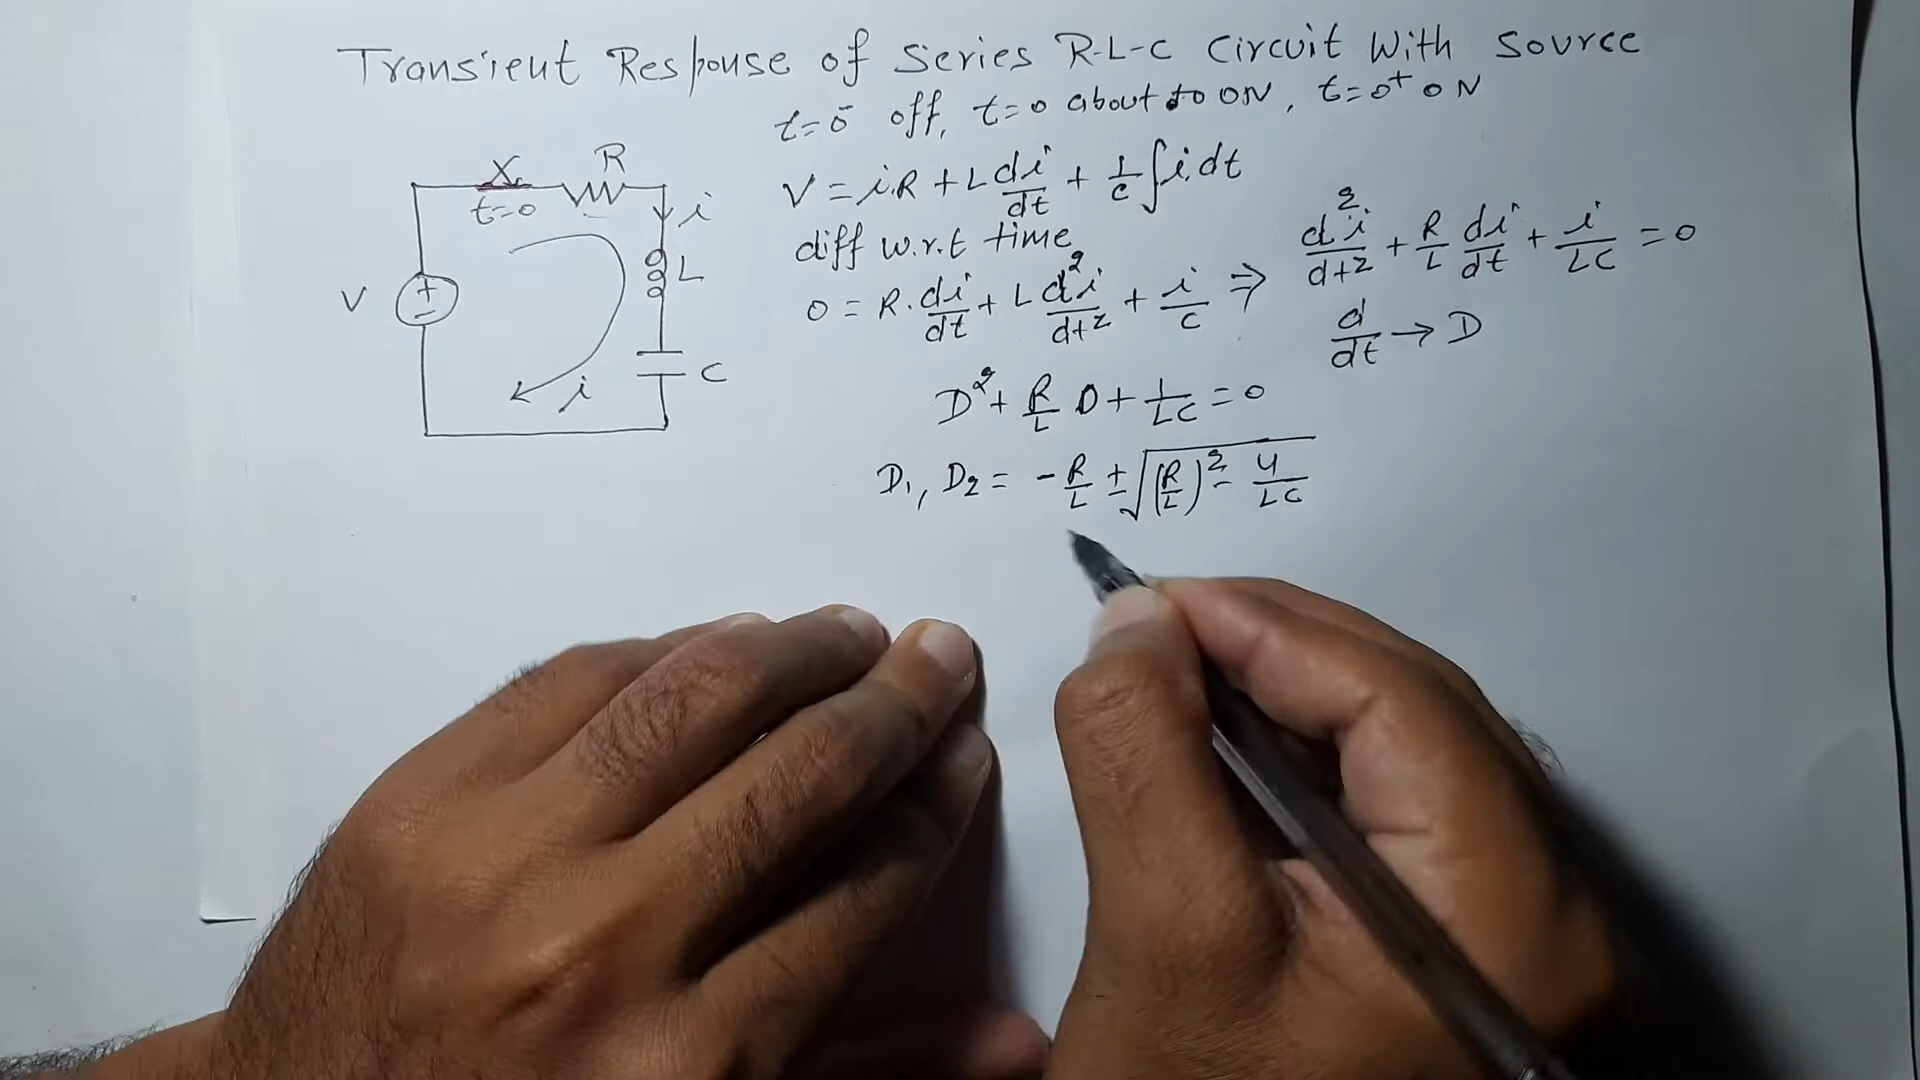 Transient Response of Series R-L-C Circuit With Source
t=0⁻ off, t=0 about to ON, t=0⁺ ON
X
t=0
R
i
L
V
+
−
i
C
V = i.R + L di/dt + 1/C ∫i.dt
diff w.r.t time
0 = R. di/dt + L d²i/dt² + i/C ⇒ d²i/dt² + R/L di/dt + i/LC = 0
d/dt → D
D² + R/L D + 1/LC = 0
D₁, D₂ = -R/L ± √(R/L)² - 4/LC